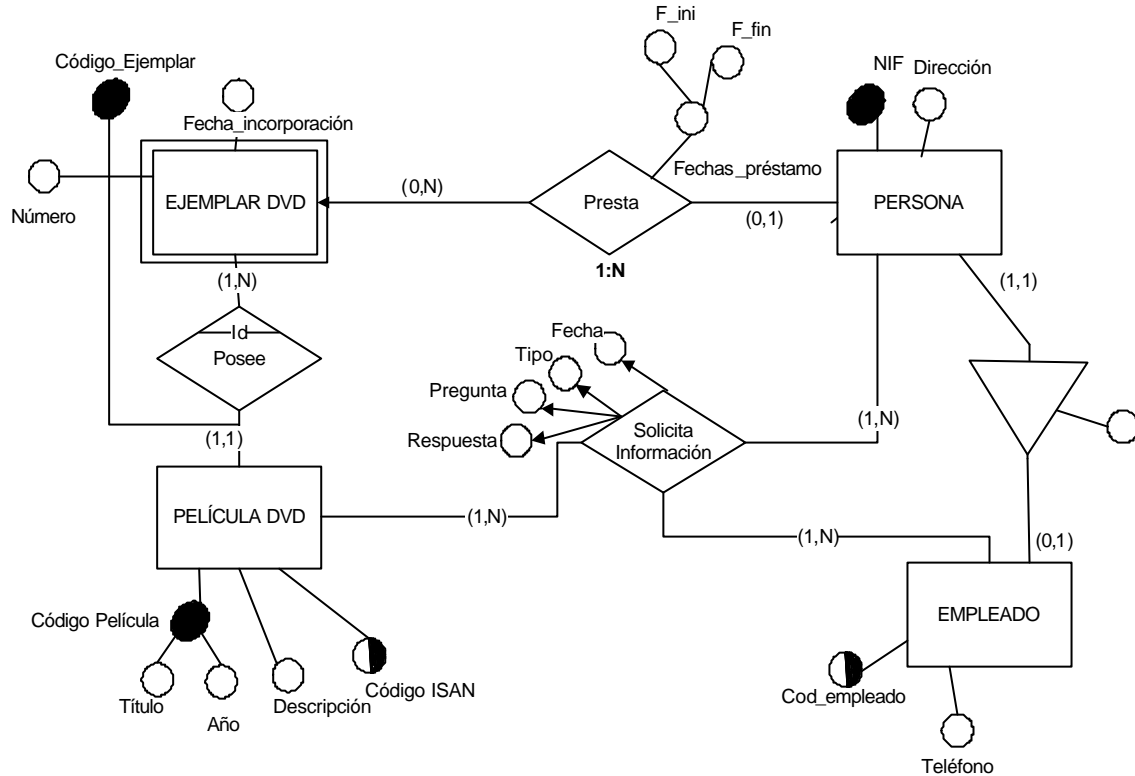 F_ini
F_fin
Código_Ejemplar
NIF
Dirección
Fecha_incorporación
Fechas_préstamo
EJEMPLAR DVD
(0,N)
Presta
(0,1)
PERSONA
Número
1:N
(1,N)
(1,1)
Id
Posee
Fecha
Tipo
Pregunta
Respuesta
Solicita
Información
(1,N)
(1,1)
PELÍCULA DVD
(1,N)
(1,N)
(0,1)
EMPLEADO
Código Película
Código ISAN
Título
Año
Descripción
Cod_empleado
Teléfono